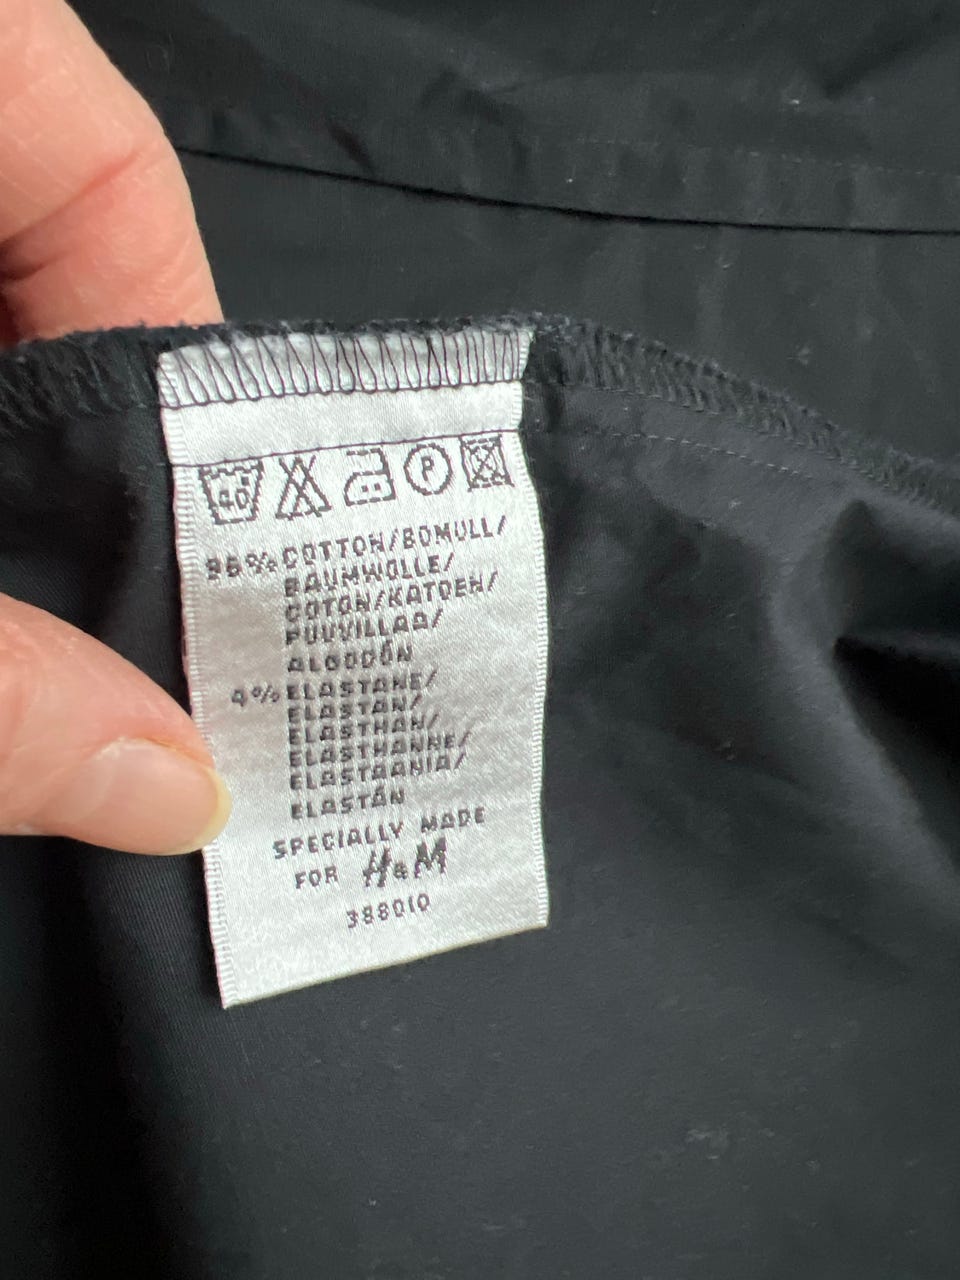 40 P
96% COTTON/BOMULL/
BAUMWOLLE/
COTON/KATOEN/
PUUVILLAA/
ALGODÓN
4% ELASTANE/
ELASTAN/
ELASTHAN/
ELASTHANNE/
ELASTAANIA/
ELASTÁN
SPECIALLY MADE
FOR H&M
388010